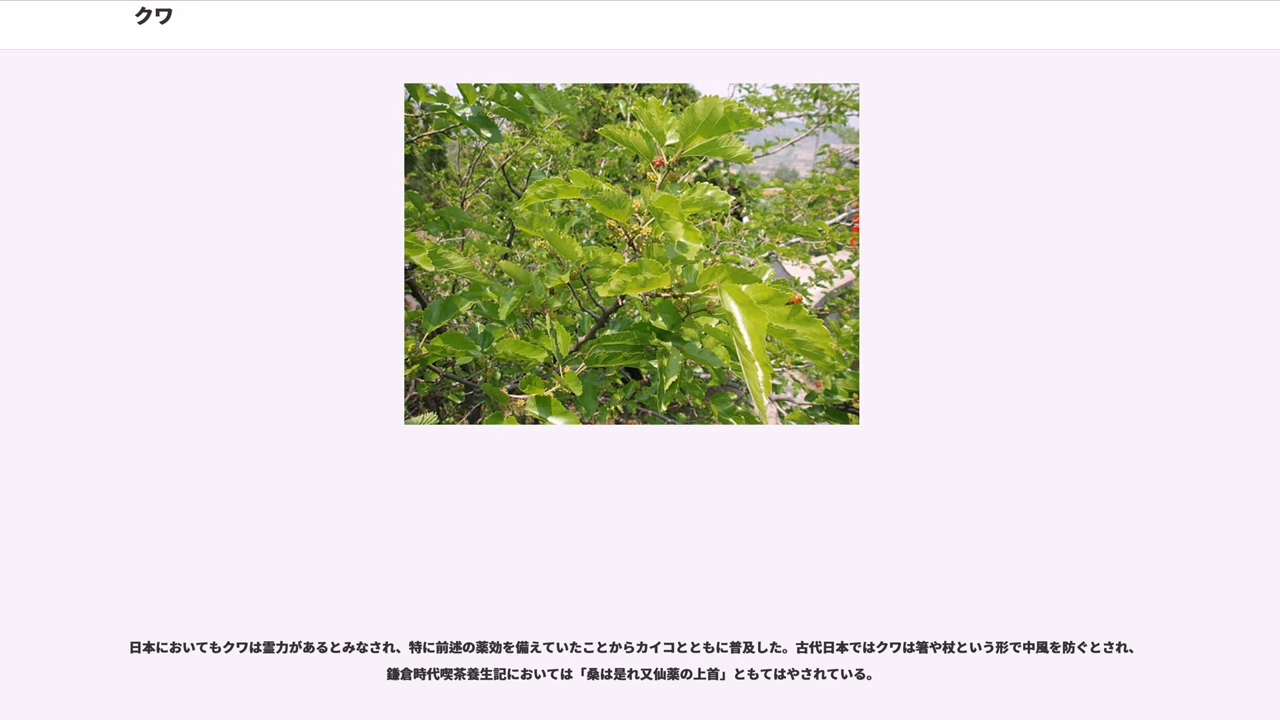 クワ
日本においてもクワは霊力があるとみなされ、特に前述の薬効を備えていたことからカイコとともに普及した。古代日本ではクワは箸や杖という形で中風を防ぐとされ、
鎌倉時代喫茶養生記においては「桑は是れ又仙薬の上首」ともてはやされている。